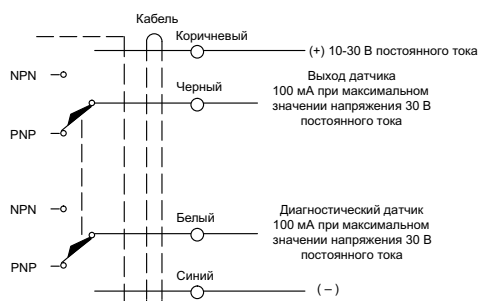 Кабель
Коричневый
(+) 10-30 В постоянного тока
NPN
Черный
Выход датчика
100 мА при максимальном
значении напряжения 30 В
постоянного тока
PNP
NPN
Белый
Диагностический датчик
100 мА при максимальном
значении напряжения 30 В
постоянного тока
PNP
Синий
( – )